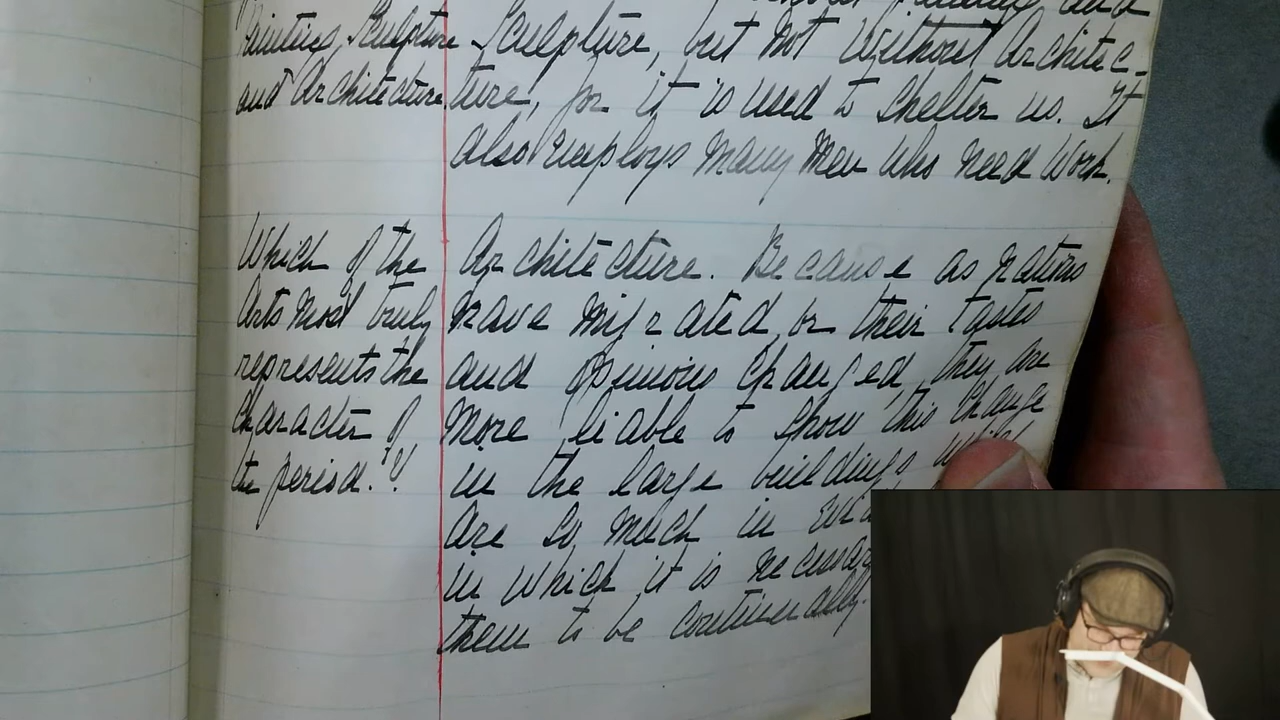 Painting, Sculpture
and Architecture
Sculpture, but not without Architec-
ture, for it is used to shelter us. It
also employs many men who need work.
Which of the
Arts most truly
represents the
character of
the period.?
Architecture. Because as nations
have migrated, or their tastes
and opinions changed, they are
more liable to show this change
in the large buildings, which
are so much in
in which it is
them to be continually.